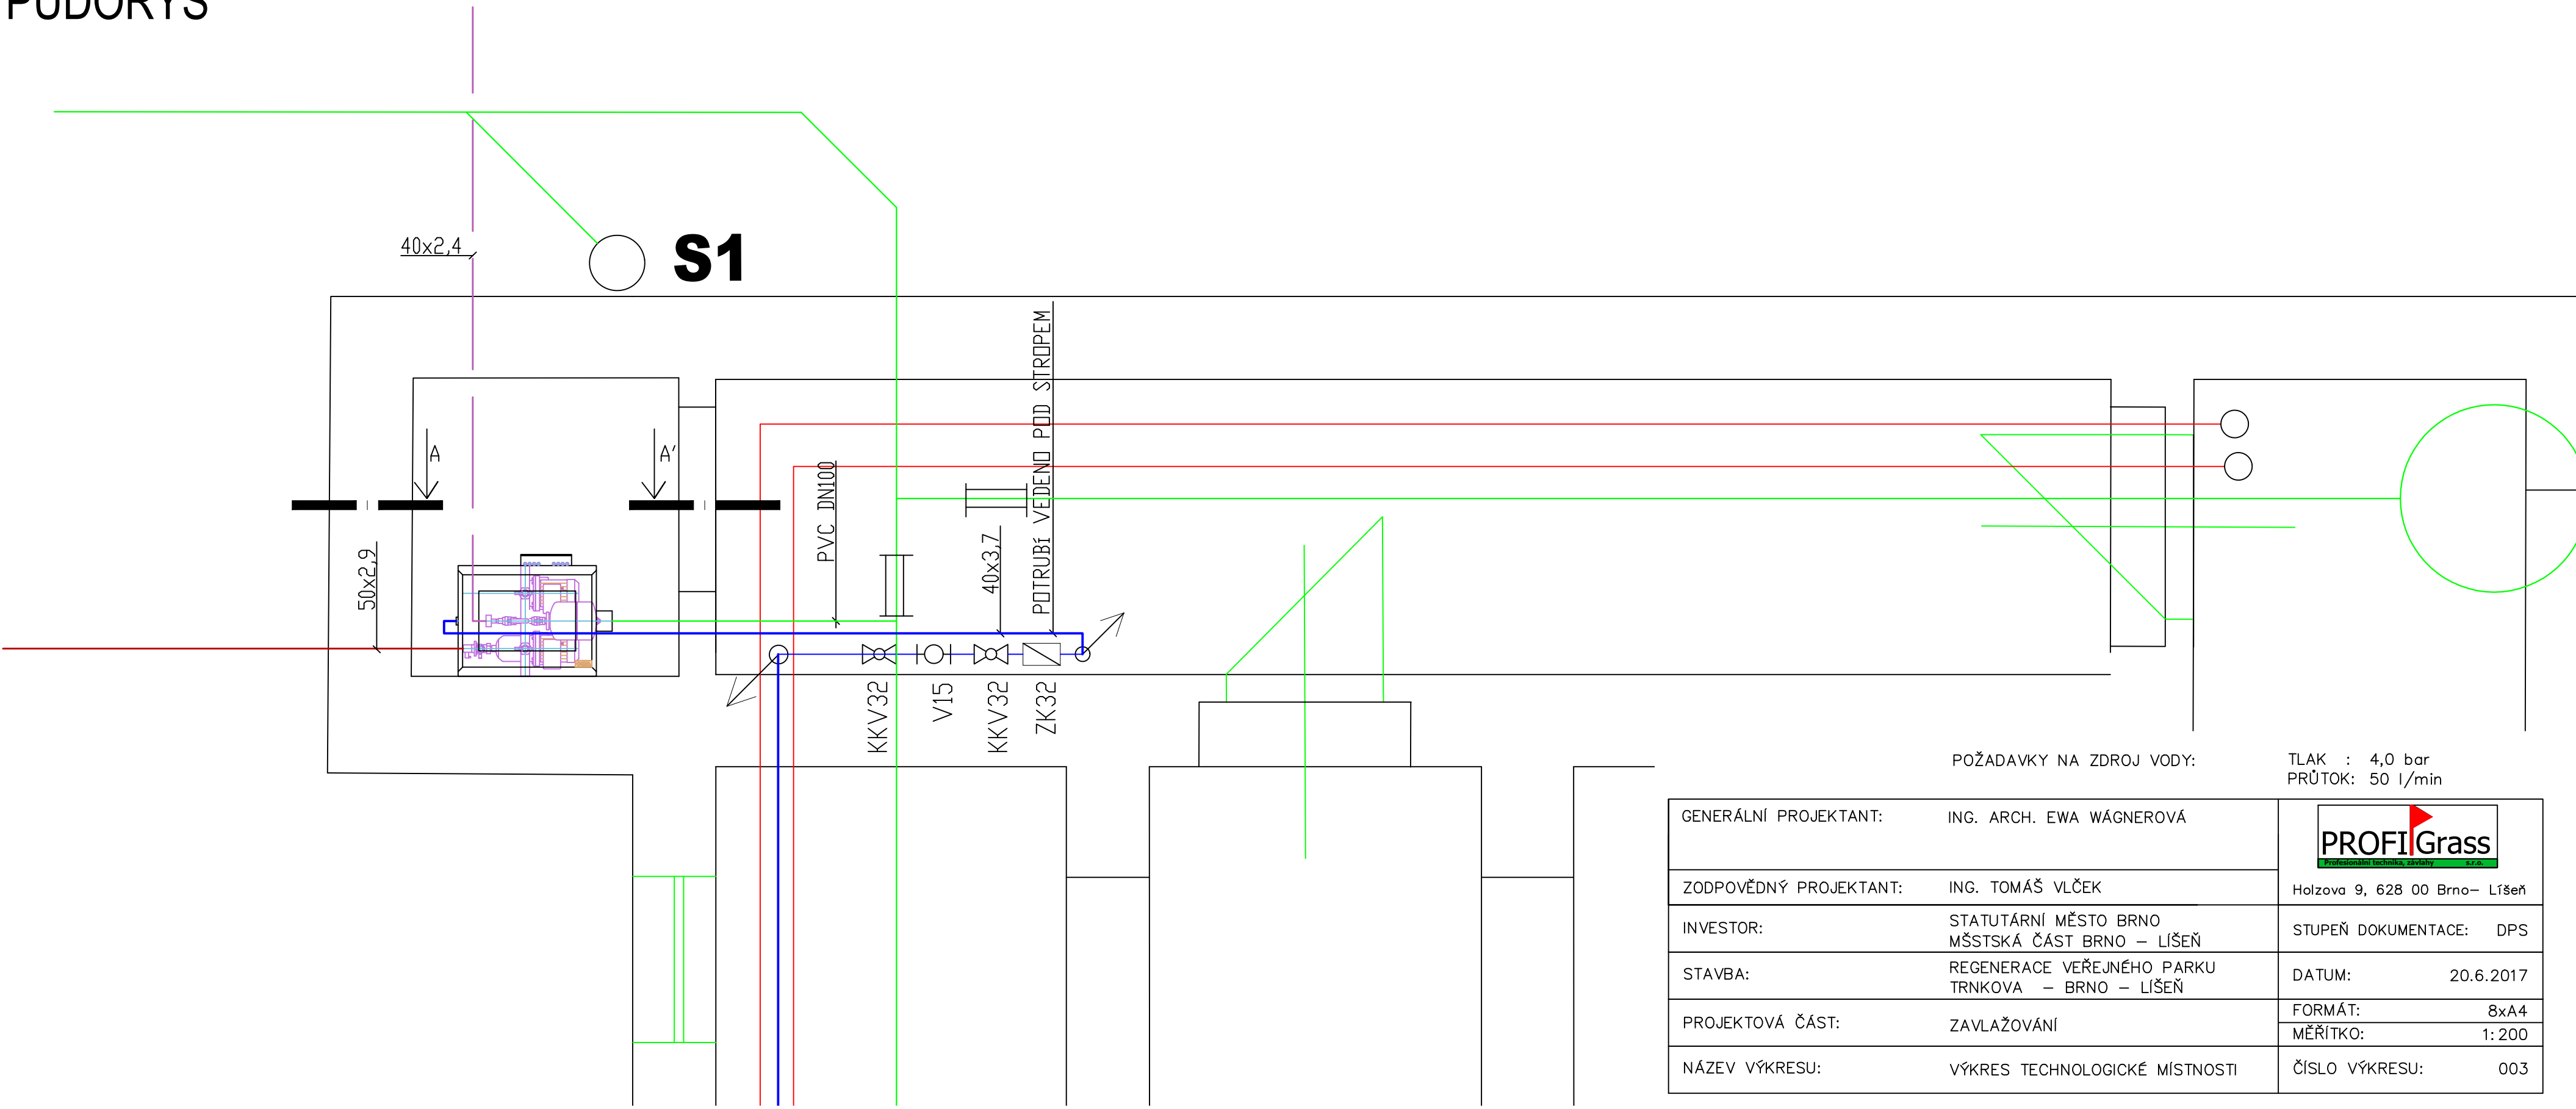 PŮDORYS
40x2,4
S1
A
A'
50x2,9
PVC DN100
40x3,7
POTRUBÍ VEDENO POD STROPEM
KKV32
V15
KKV32
ZK32
POŽADAVKY NA ZDROJ VODY:
TLAK : 4,0 bar
PRŮTOK: 50 l/min
GENERÁLNÍ PROJEKTANT: ING. ARCH. EWA WÁGNEROVÁ
PROFIGrass
Profesionální technika, závlahy s.r.o.
ZODPOVĚDNÝ PROJEKTANT: ING. TOMÁŠ VLČEK
Holzova 9, 628 00 Brno– Líšeň
INVESTOR: STATUTÁRNÍ MĚSTO BRNO
MŠSTSKÁ ČÁST BRNO – LÍŠEŇ
STUPEŇ DOKUMENTACE: DPS
STAVBA: REGENERACE VEŘEJNÉHO PARKU
TRNKOVA – BRNO – LÍŠEŇ
DATUM: 20.6.2017
PROJEKTOVÁ ČÁST: ZAVLAŽOVÁNÍ
FORMÁT: 8xA4
MĚŘÍTKO: 1:200
NÁZEV VÝKRESU: VÝKRES TECHNOLOGICKÉ MÍSTNOSTI
ČÍSLO VÝKRESU: 003